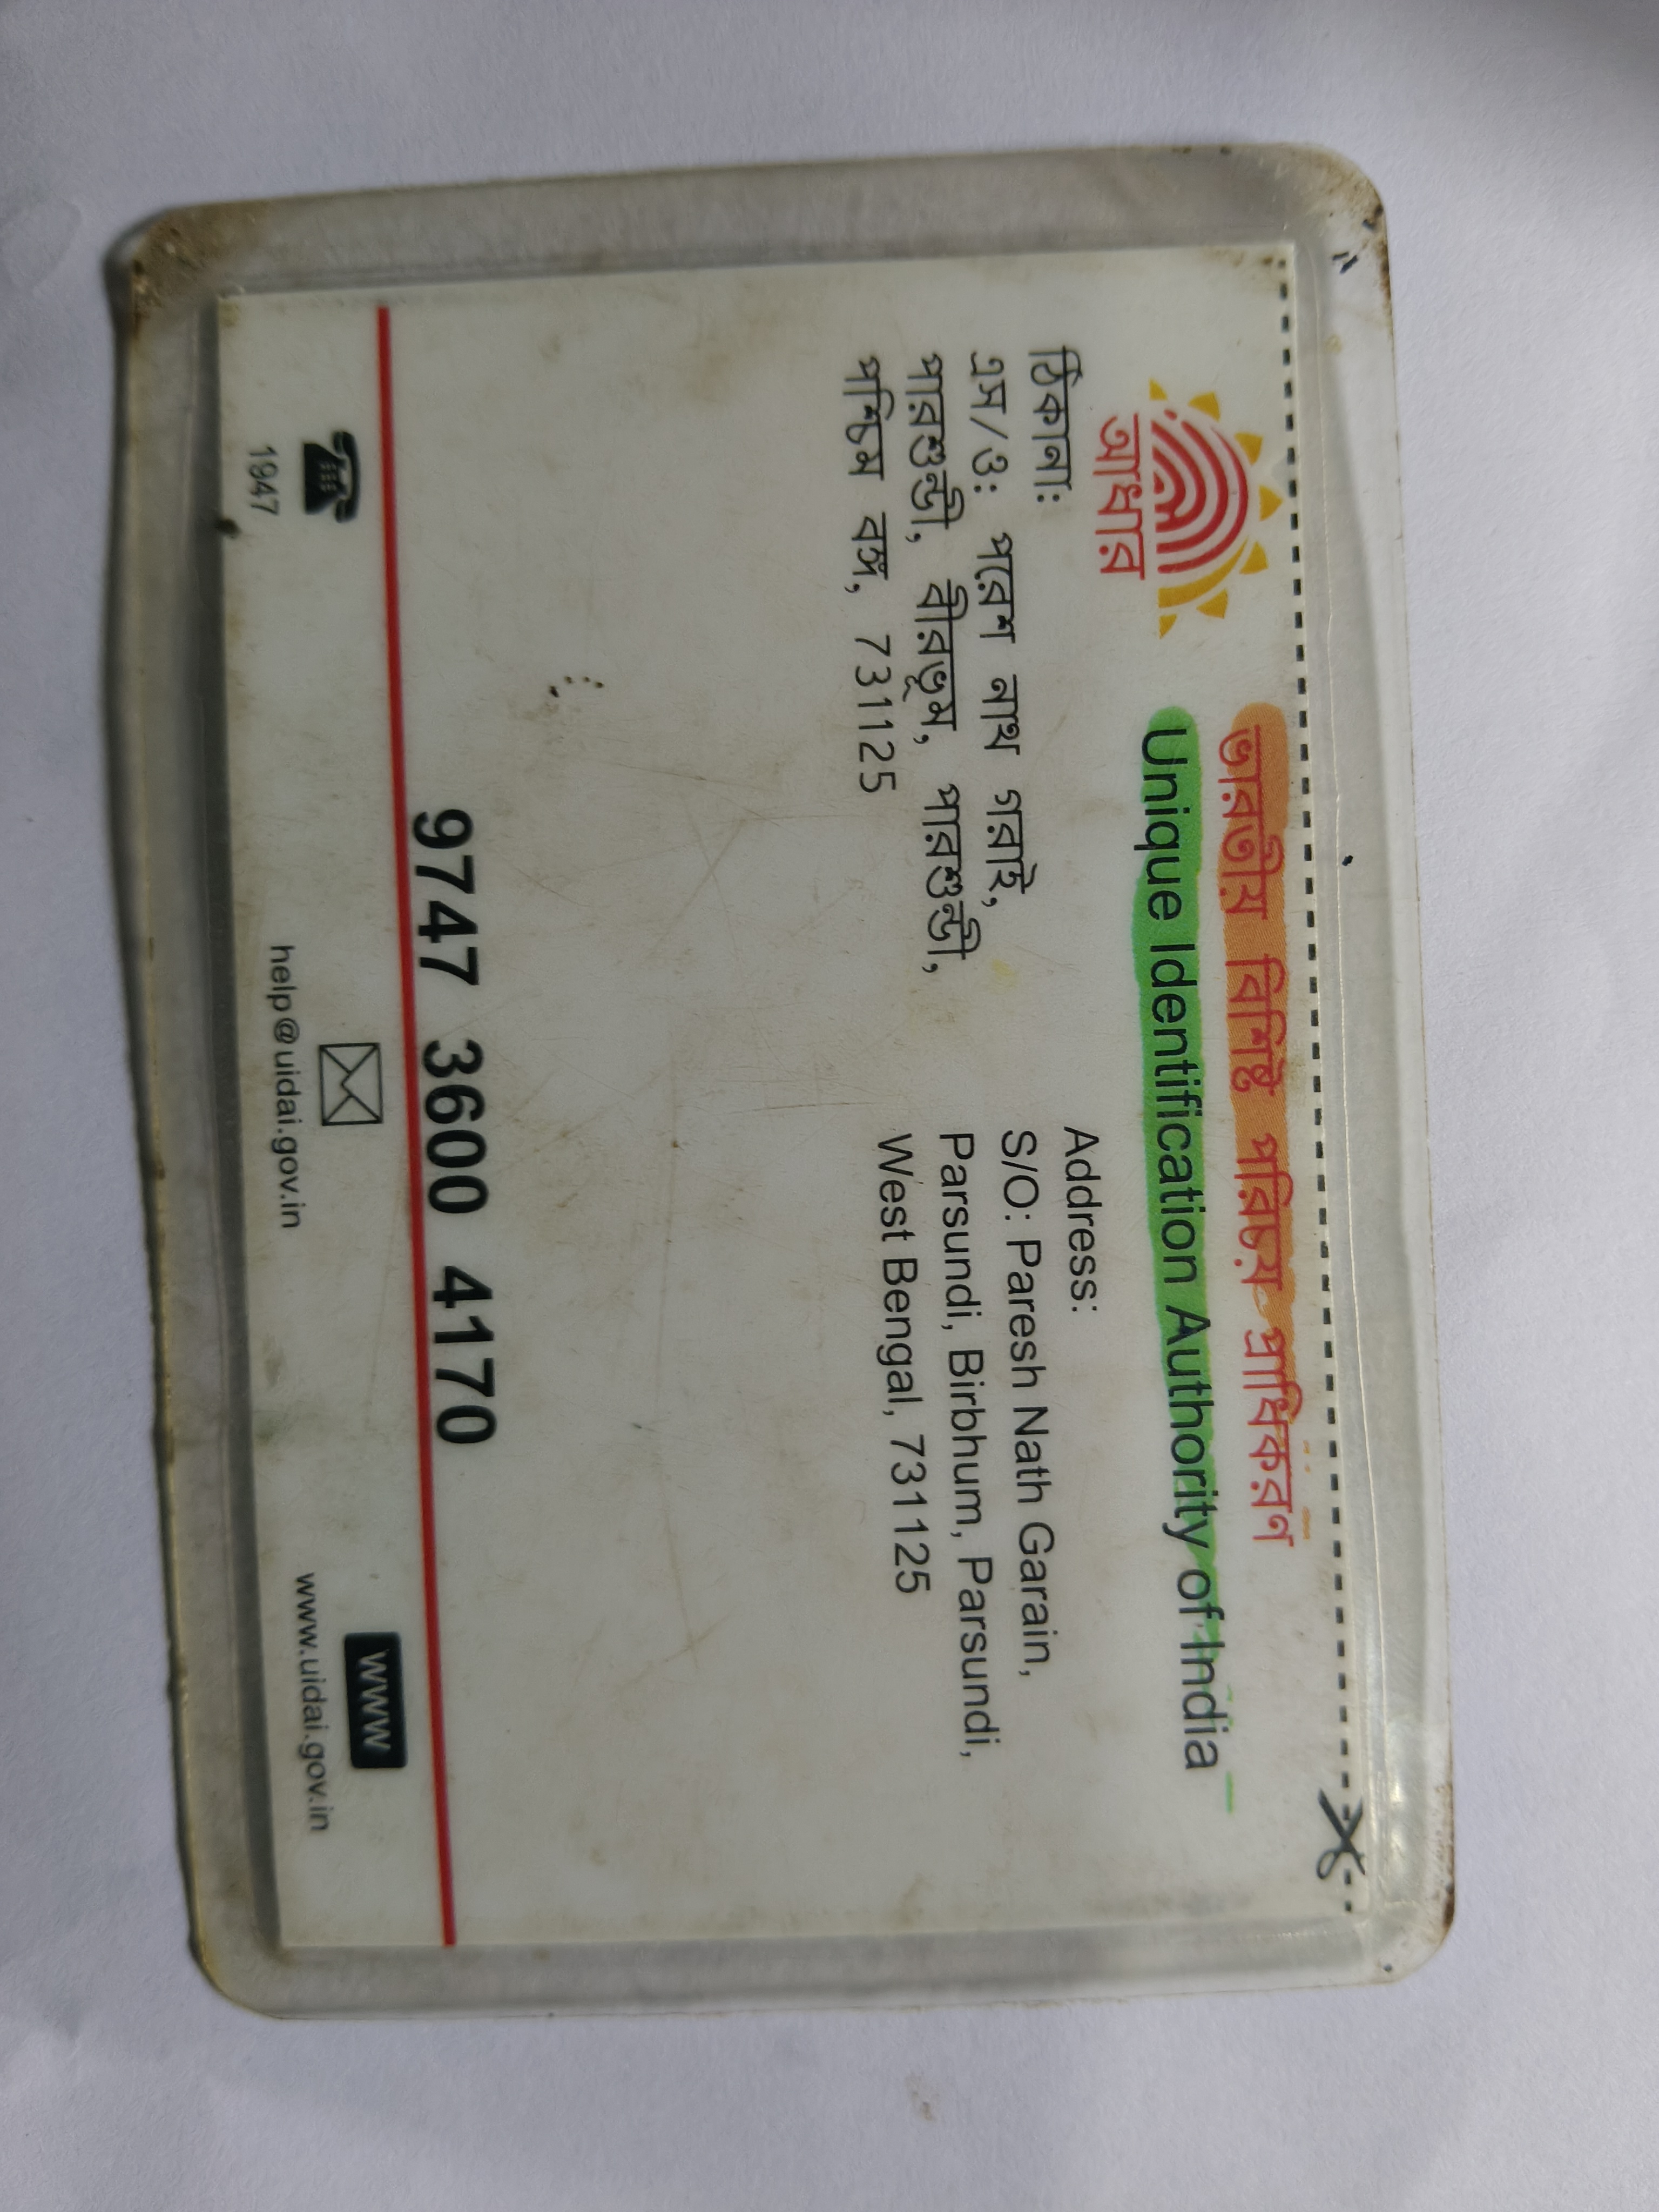 ভারতীয় বিশিষ্ট পরিচয় প্রাধিকরণ
Unique Identification Authority of India
আধার
ঠিকানা:
এস/ও: পরেশ নাথ গরাই,
পারশুন্ডী, বীরভূম, পারশুন্ডী,
পশ্চিম বঙ্গ, 731125
Address:
S/O: Paresh Nath Garain,
Parsundi, Birbhum, Parsundi,
West Bengal, 731125
9747 3600 4170
1947
help@uidai.gov.in
www
www.uidai.gov.in